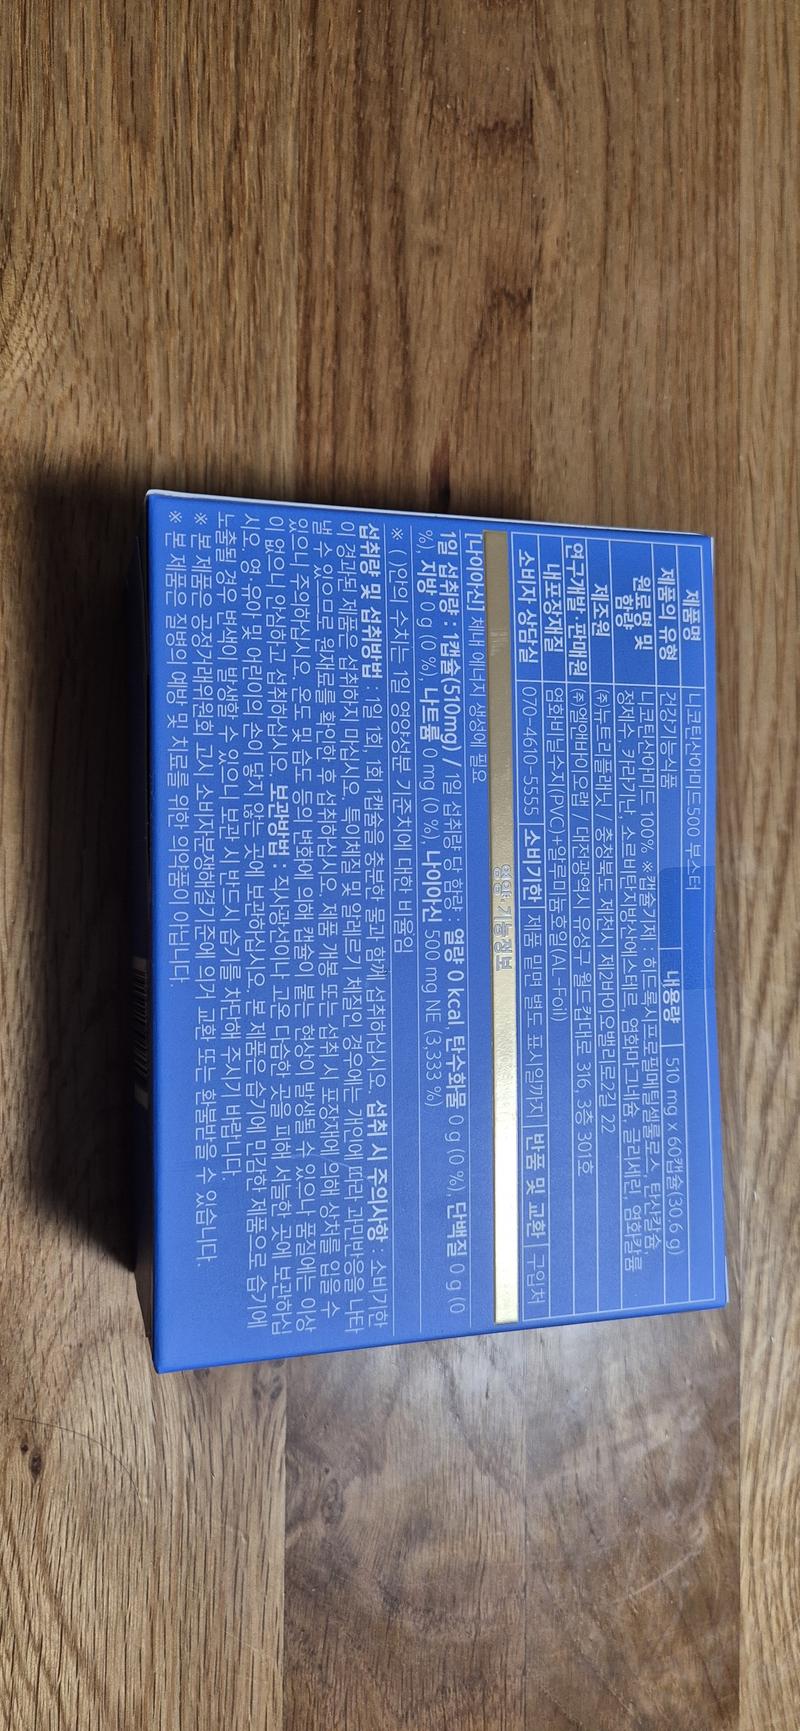 제품명 니코틴산아미드500 부스터 내용량 510 mg x 60캡슐(30.6 g)
제품의 유형 건강기능식품
원료명 및 함량 니코틴산아미드 100% ※캡슐기제 : 히드록시프로필메틸셀룰로스, 탄산칼슘,
정제수, 카라기난, 소르비탄지방산에스테르, 염화마그네슘, 글리세린, 염화칼륨
제조원 ㈜뉴트리플래닛 / 충청북도 제천시 제2바이오밸리로2길 22
연구개발·판매원 ㈜엘엠바이오랩 / 대전광역시 유성구 월드컵대로 316, 3층 301호
내포장재질 염화비닐수지(PVC)+알루미늄호일(AL-Foil)
소비자 상담실 070-4610-5555 소비기한 제품 밑면 별도 표시일까지 반품 및 교환 구입처
영양·기능정보
[나이아신] 체내 에너지 생성에 필요
1일 섭취량 : 1캡슐(510mg) / 1일 섭취량 당 함량 : 열량 0 kcal, 탄수화물 0 g (0 %), 단백질 0 g (0
%), 지방 0 g (0 %), 나트륨 0 mg (0 %), 나이아신 500 mg NE (3,333 %)
※ ( )안의 수치는 1일 영양성분 기준치에 대한 비율임
섭취량 및 섭취방법 : 1일 1회, 1회 1캡슐을 충분한 물과 함께 섭취하십시오. 섭취 시 주의사항 : 소비기한
이 경과된 제품은 섭취하지 마십시오. 특이체질 및 알레르기 체질인 경우에는 개인에 따라 과민반응을 나타
낼 수 있으므로 원재료를 확인한 후 섭취하십시오. 제품 개봉 또는 섭취 시 포장재에 의해 상처를 입을 수
있으니 주의하십시오. 온도 및 습도 등의 변화에 의해 캡슐이 붙는 현상이 발생될 수 있으나 품질에는 이상
이 없으니 안심하고 섭취하십시오. 보관방법 : 직사광선이나 고온 다습한 곳을 피해 서늘한 곳에 보관하십
시오. 영·유아 및 어린이의 손이 닿지 않는 곳에 보관하십시오. 본 제품은 습기에 민감한 제품으로 습기에
노출될 경우 변색이 발생할 수 있으니 보관 시 반드시 습기를 차단해 주시기 바랍니다.
※ 본 제품은 공정거래위원회 고시 소비자분쟁해결기준에 의거 교환 또는 환불받을 수 있습니다.
※ 본 제품은 질병의 예방 및 치료를 위한 의약품이 아닙니다.